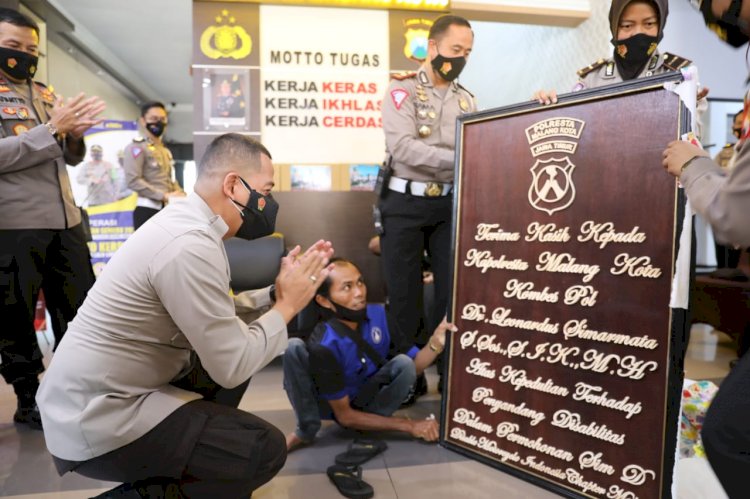 MOTTO TUGAS
KERJA KERAS
KERJA IKHLAS
KERJA CERDAS
POLRESTA
MALANG KOTA
JAWA TIMUR
Terima Kasih Kepada
Kapolresta Malang Kota
Kombes Pol
Dr. Leonardus Simarmata
S.Sos., S.I.K., M.H
Atas Kepedulian Terhadap
Penyandang Disabilitas
Dalam Permohonan Sim D